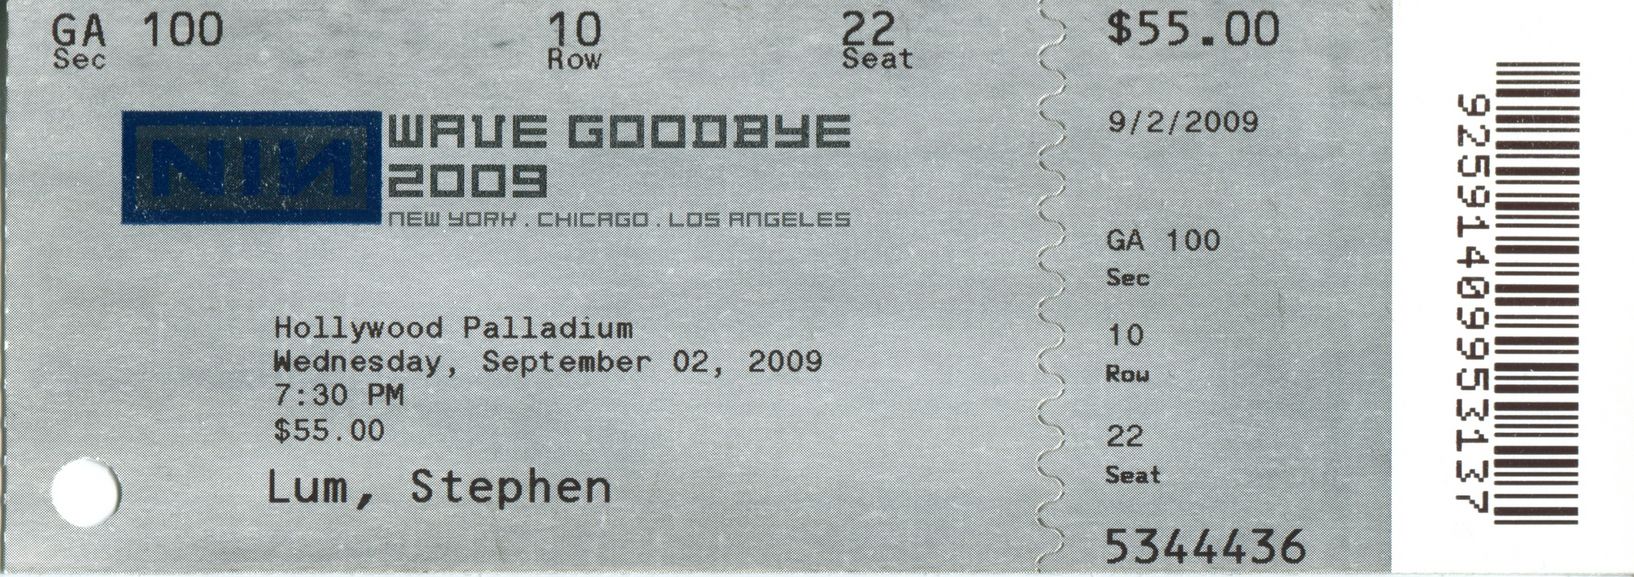 GA 100
Sec
10
Row
22
Seat
NIN
WAVE GOODBYE
2009
NEW YORK . CHICAGO . LOS ANGELES
Hollywood Palladium
Wednesday, September 02, 2009
7:30 PM
$55.00
Lum, Stephen
$55.00
9/2/2009
GA 100
Sec
10
Row
22
Seat
5344436
92591409953137